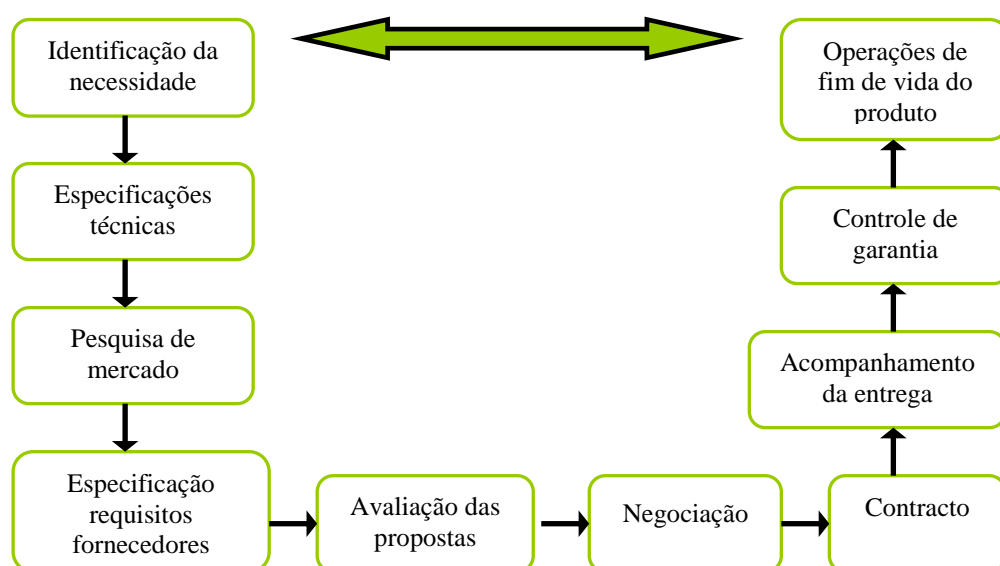 Identificação da
necessidade
Especificações
técnicas
Pesquisa de
mercado
Especificação
requisitos
fornecedores
Avaliação das
propostas
Negociação
Contracto
Acompanhamento
da entrega
Controle de
garantia
Operações de
fim de vida do
produto